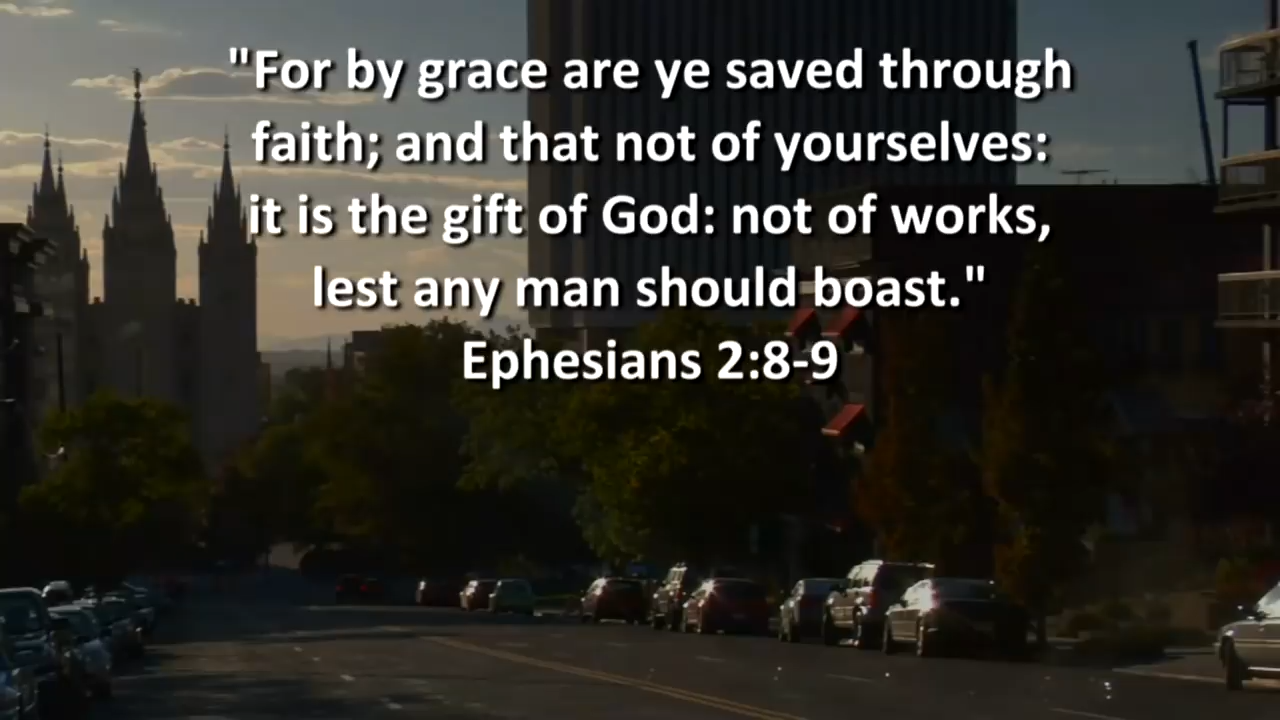 "For by grace are ye saved through
faith; and that not of yourselves:
it is the gift of God: not of works,
lest any man should boast."
Ephesians 2:8-9